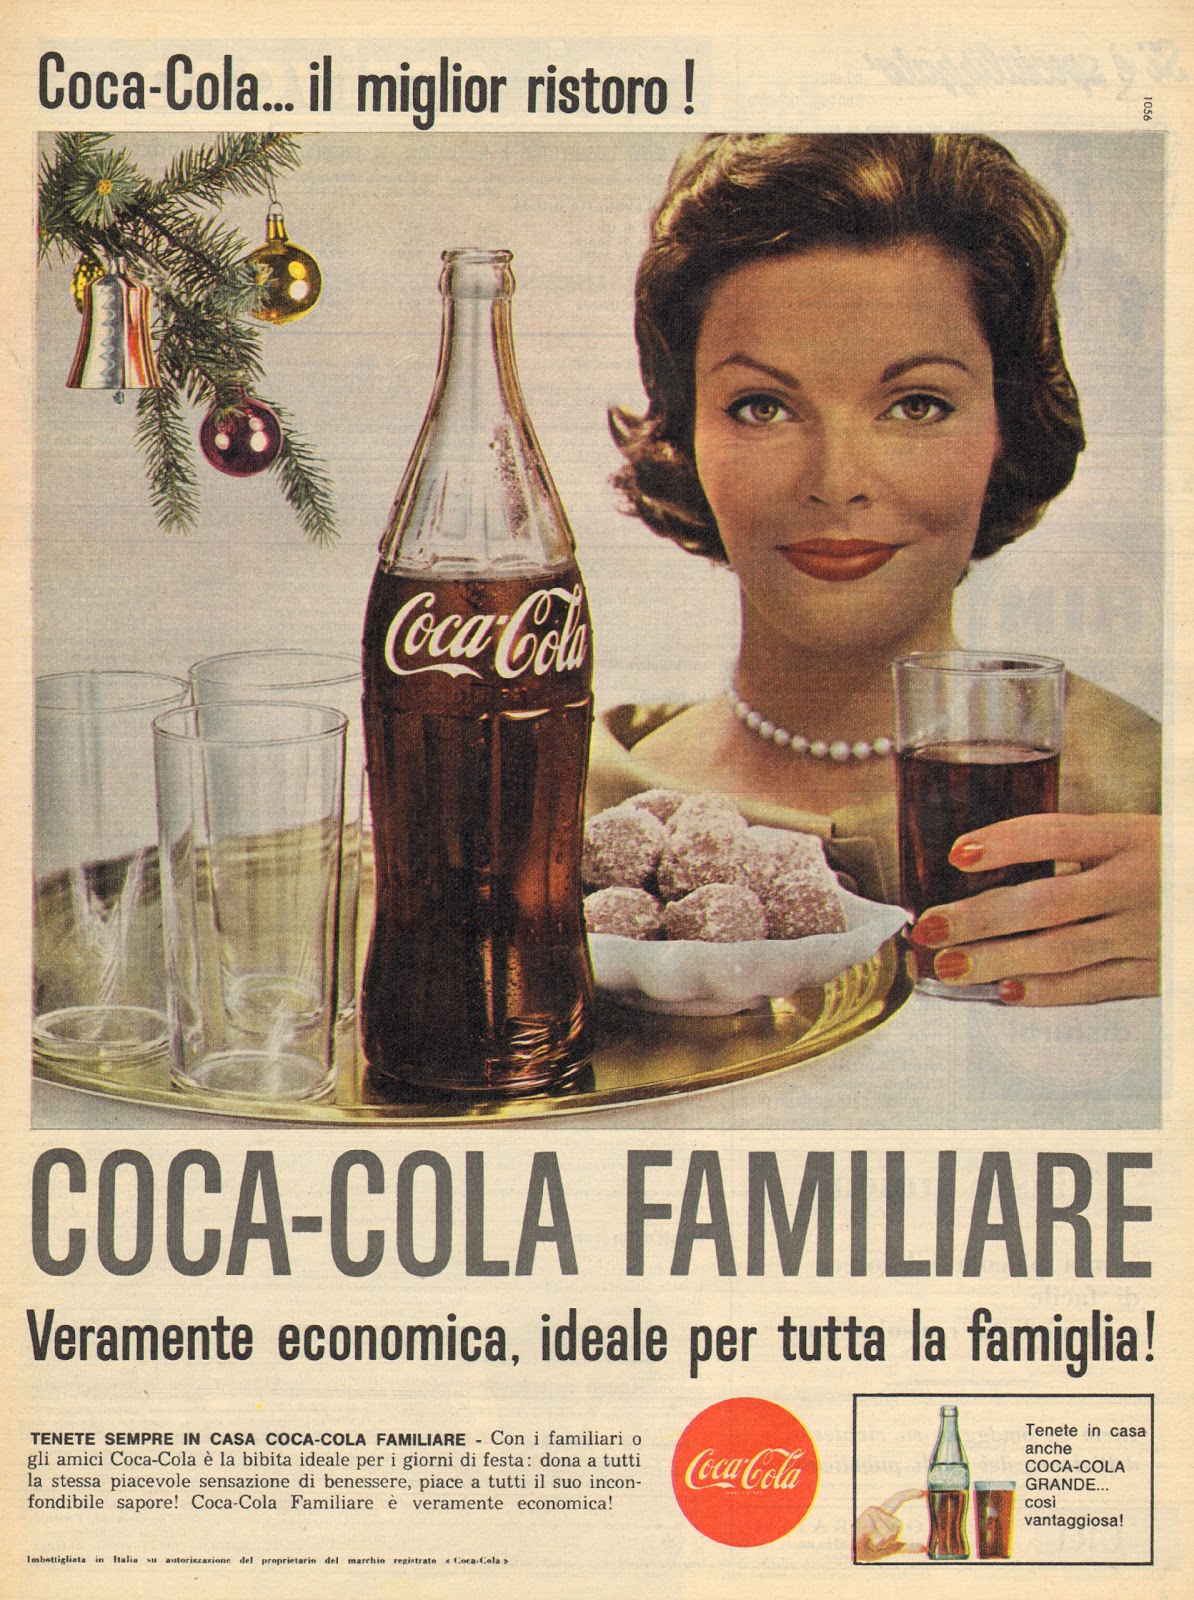 Coca-Cola... il miglior ristoro !
1056
Coca-Cola
COCA-COLA FAMILIARE
Veramente economica, ideale per tutta la famiglia!
TENETE SEMPRE IN CASA COCA-COLA FAMILIARE - Con i familiari o
gli amici Coca-Cola è la bibita ideale per i giorni di festa: dona a tutti
la stessa piacevole sensazione di benessere, piace a tutti il suo incon-
fondibile sapore! Coca-Cola Familiare è veramente economica!
Imbottigliata in Italia su autorizzazione del proprietario del marchio registrato « Coca-Cola »
Coca-Cola
Tenete in casa
anche
COCA-COLA
GRANDE...
così
vantaggiosa!